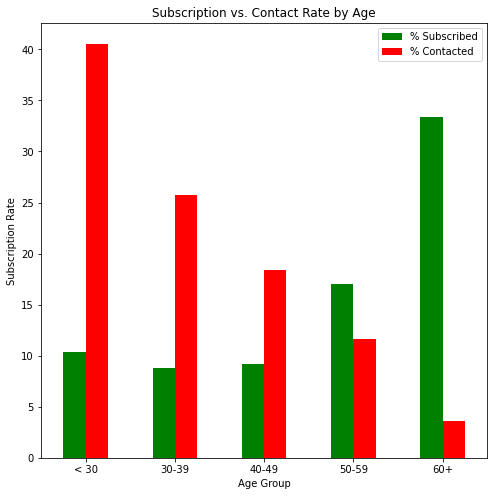 Subscription vs. Contact Rate by Age
% Subscribed
% Contacted
Subscription Rate
40
35
30
25
20
15
10
5
0
< 30
30-39
40-49
50-59
60+
Age Group